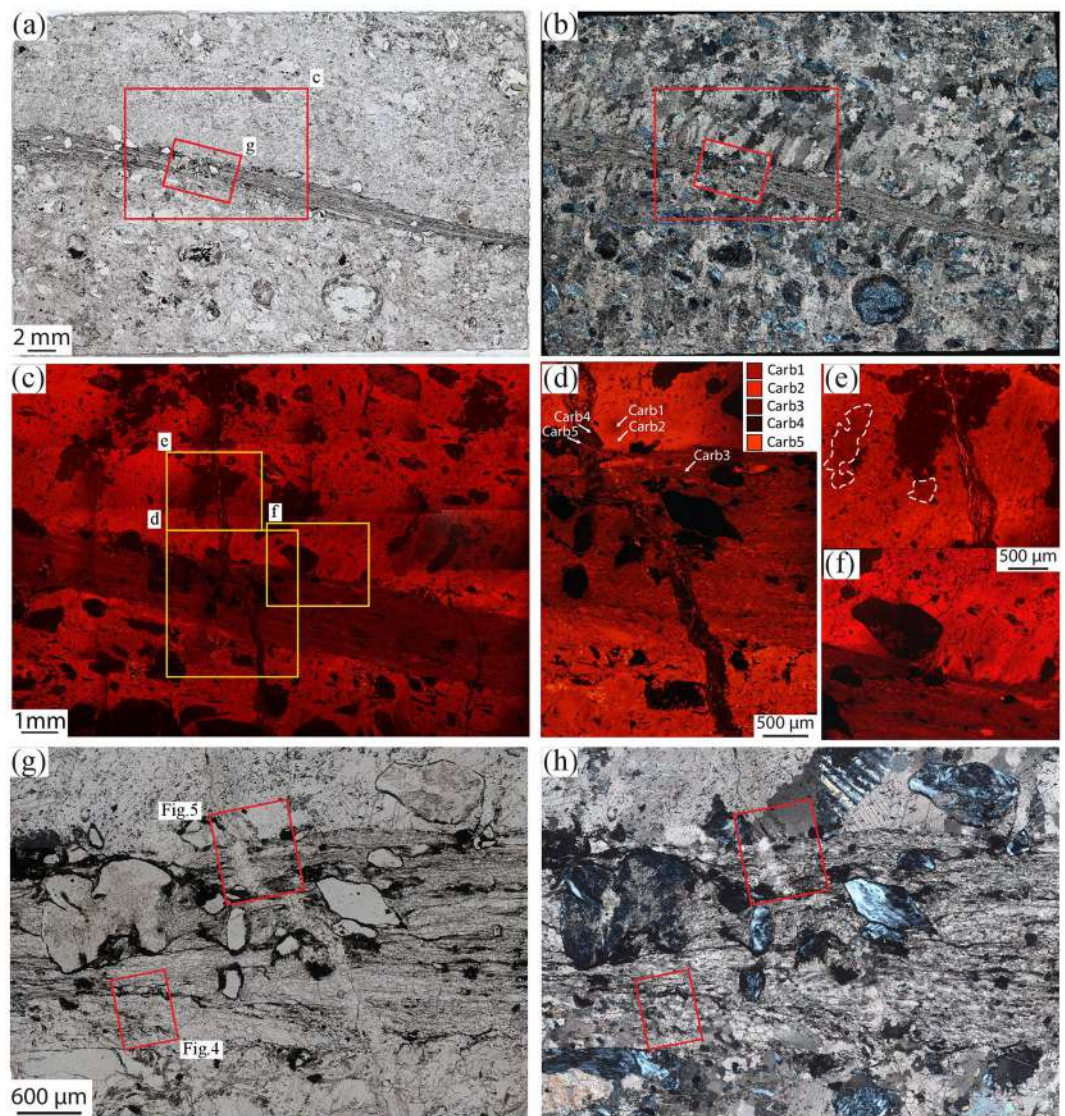 (a)
c
g
2 mm
(b)
(c)
e
d
f
1mm
(d)
Carb1
Carb2
Carb3
Carb4
Carb5
Carb4
Carb1
Carb5
Carb2
Carb3
500 µm
(e)
500 µm
(f)
(g)
Fig.5
Fig.4
600 µm
(h)